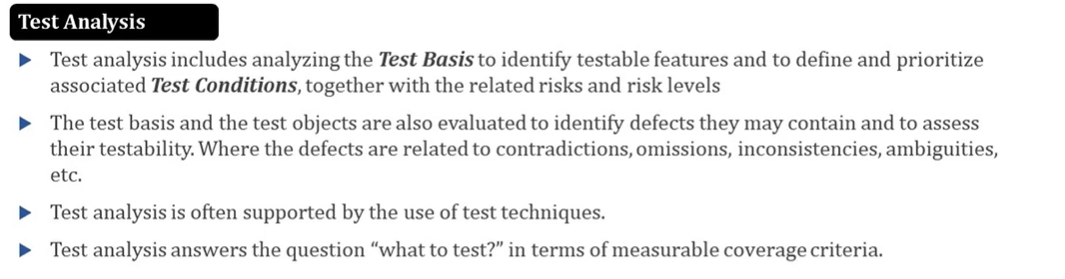 Test Analysis
Test analysis includes analyzing the Test Basis to identify testable features and to define and prioritize
associated Test Conditions, together with the related risks and risk levels
The test basis and the test objects are also evaluated to identify defects they may contain and to assess
their testability. Where the defects are related to contradictions, omissions, inconsistencies, ambiguities,
etc.
Test analysis is often supported by the use of test techniques.
Test analysis answers the question “what to test?” in terms of measurable coverage criteria.